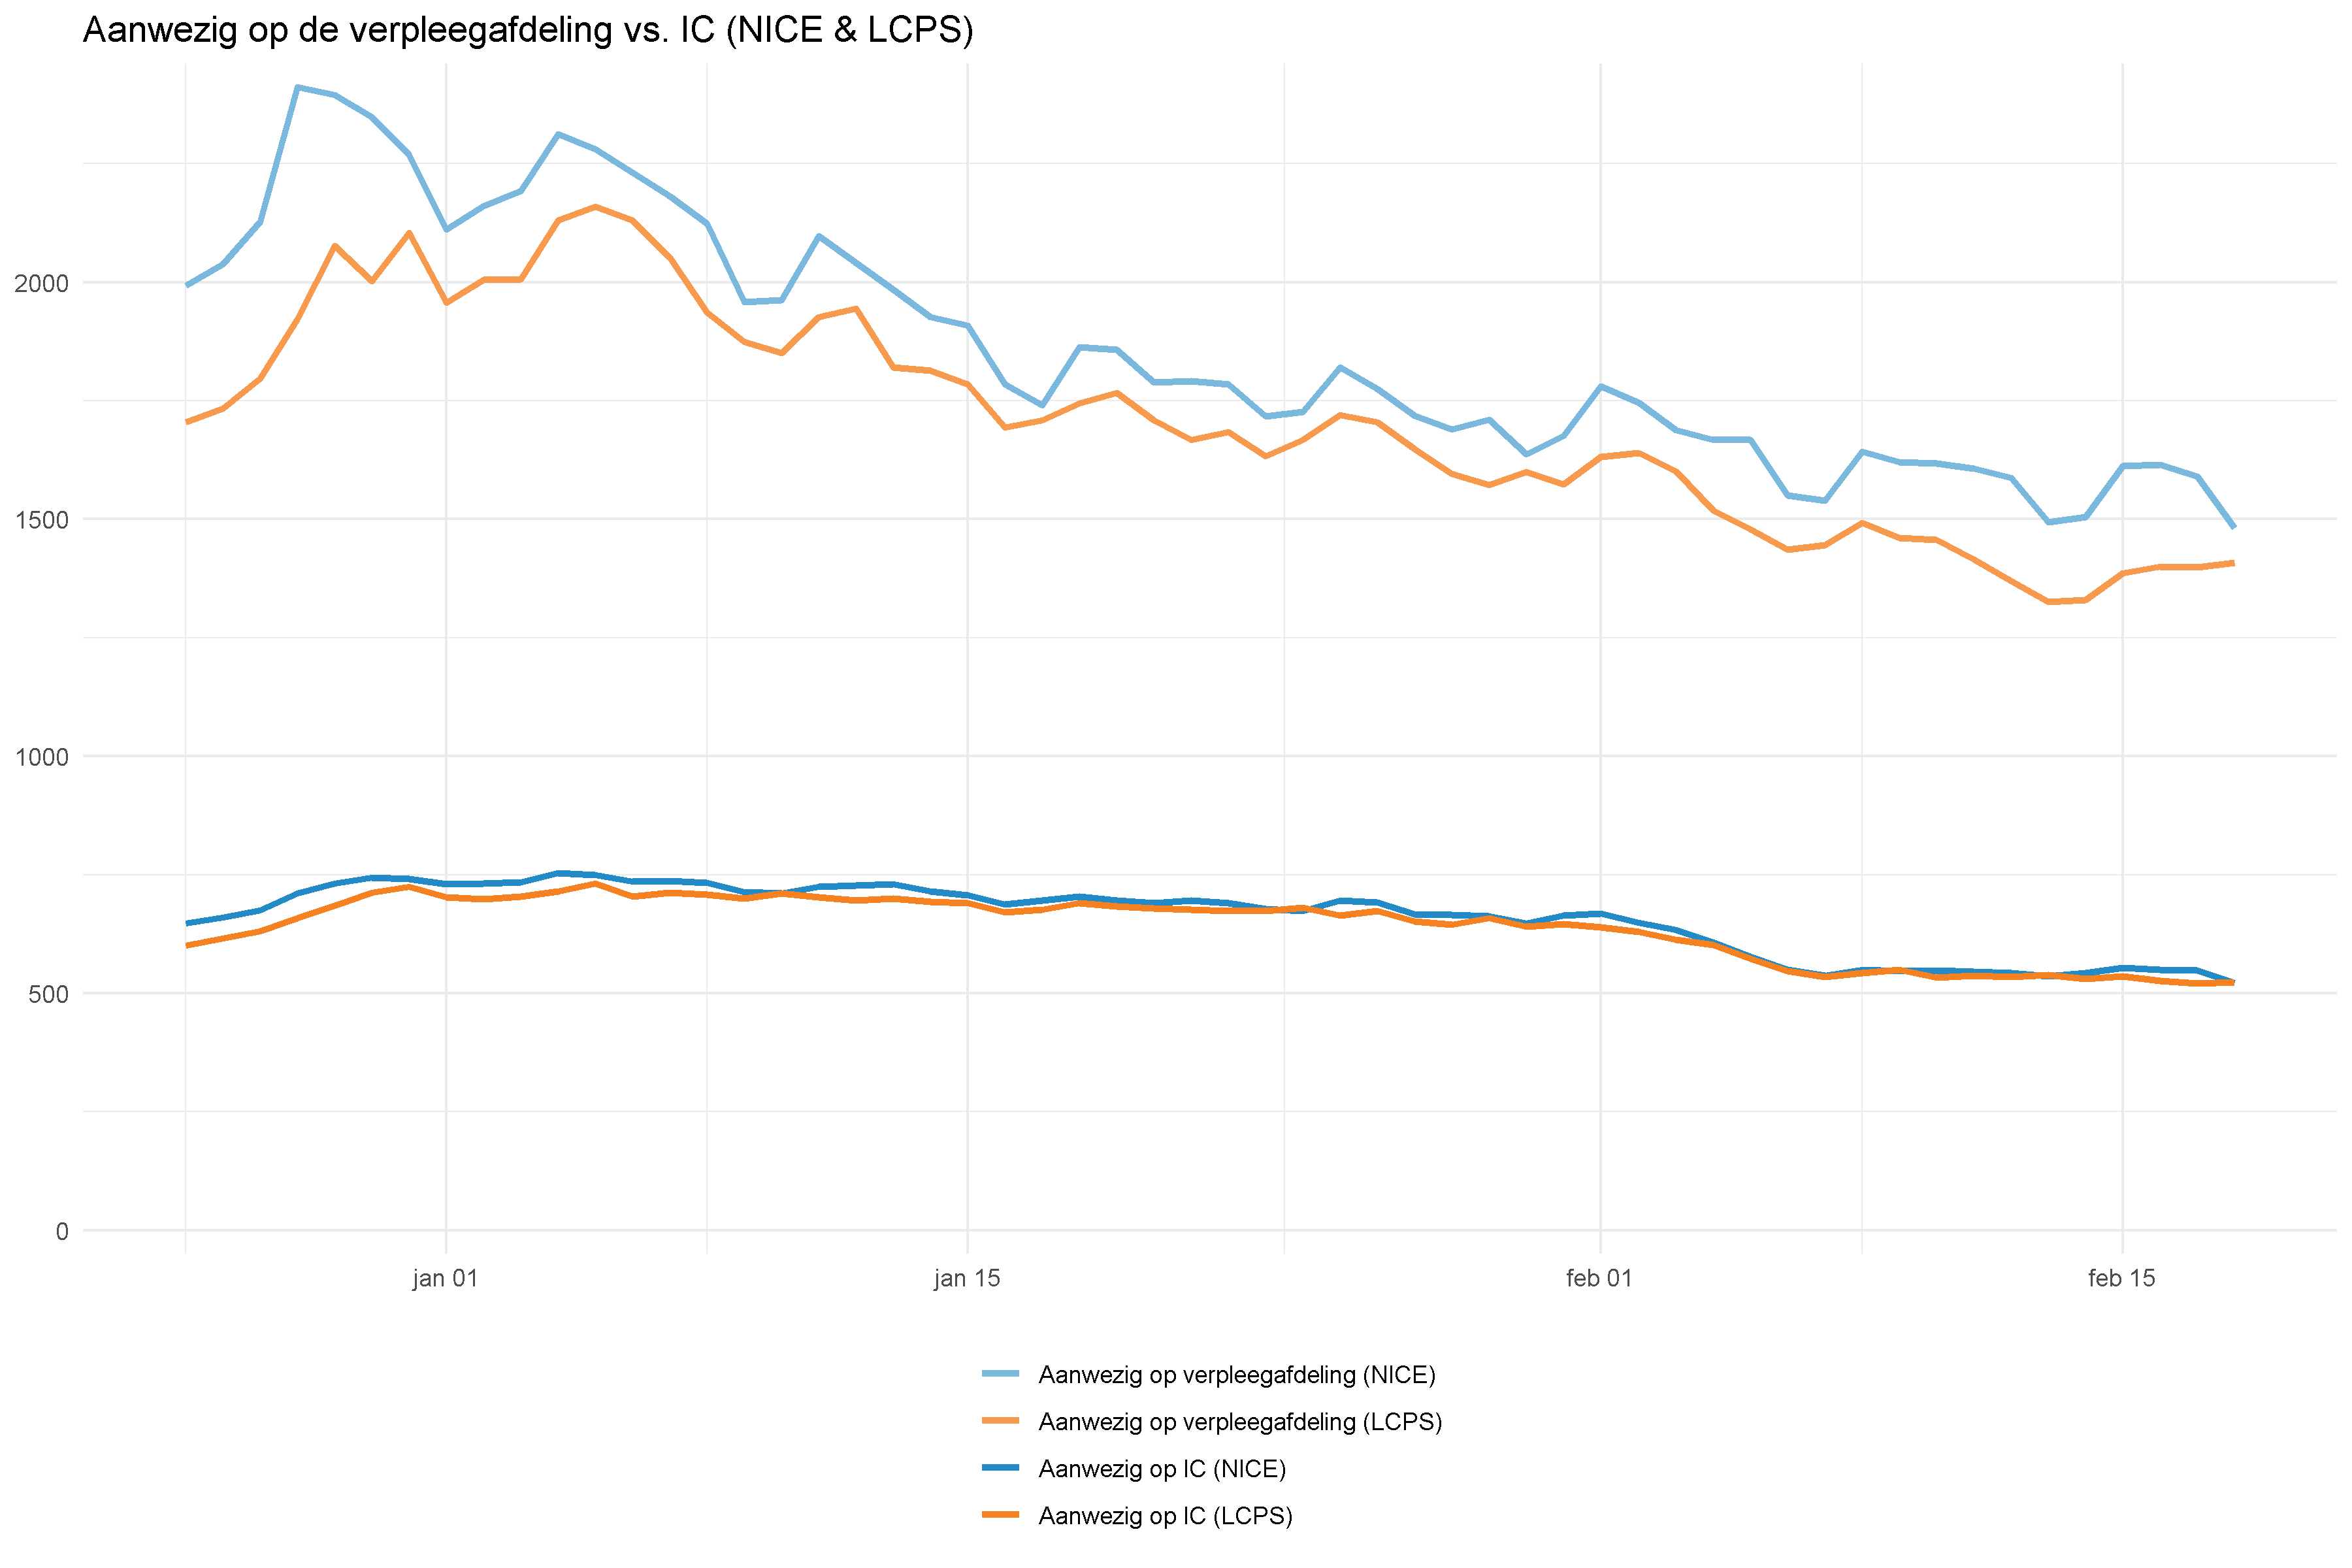 Aanwezig op de verpleegafdeling vs. IC (NICE & LCPS)
2000
1500
1000
500
0
jan 01
jan 15
feb 01
feb 15
Aanwezig op verpleegafdeling (NICE)
Aanwezig op verpleegafdeling (LCPS)
Aanwezig op IC (NICE)
Aanwezig op IC (LCPS)